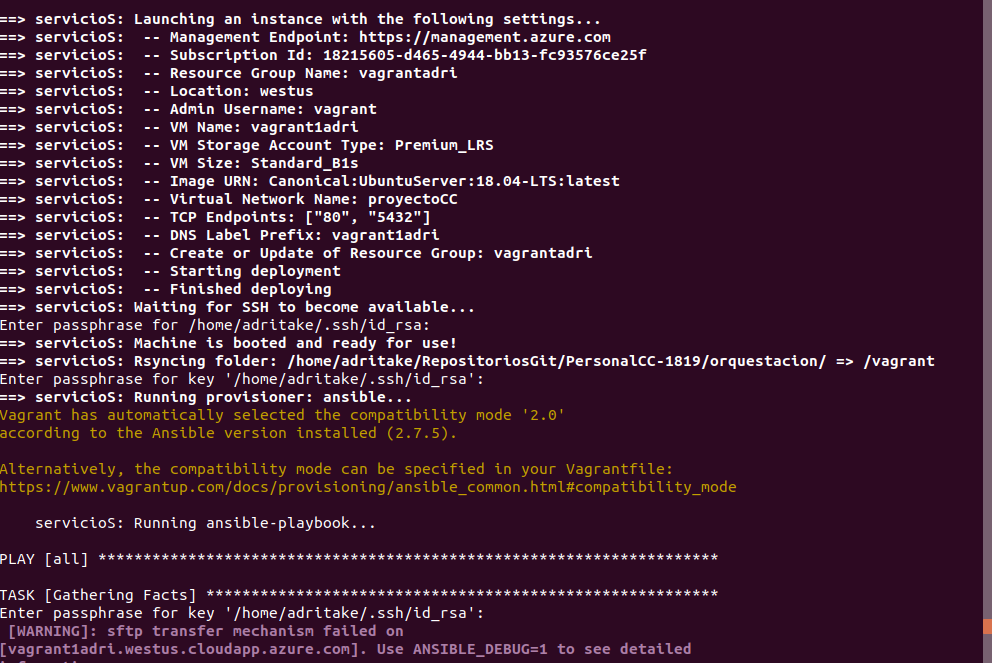 ==> servicioS: Launching an instance with the following settings...
==> servicioS:  -- Management Endpoint: https://management.azure.com
==> servicioS:  -- Subscription Id: 18215605-d465-4944-bb13-fc93576ce25f
==> servicioS:  -- Resource Group Name: vagrantadri
==> servicioS:  -- Location: westus
==> servicioS:  -- Admin Username: vagrant
==> servicioS:  -- VM Name: vagrant1adri
==> servicioS:  -- VM Storage Account Type: Premium_LRS
==> servicioS:  -- VM Size: Standard_B1s
==> servicioS:  -- Image URN: Canonical:UbuntuServer:18.04-LTS:latest
==> servicioS:  -- Virtual Network Name: proyectoCC
==> servicioS:  -- TCP Endpoints: ["80", "5432"]
==> servicioS:  -- DNS Label Prefix: vagrant1adri
==> servicioS:  -- Create or Update of Resource Group: vagrantadri
==> servicioS:  -- Starting deployment
==> servicioS:  -- Finished deploying
==> servicioS: Waiting for SSH to become available...
Enter passphrase for /home/adritake/.ssh/id_rsa:
==> servicioS: Machine is booted and ready for use!
==> servicioS: Rsyncing folder: /home/adritake/RepositoriosGit/PersonalCC-1819/orquestacion/ => /vagrant
Enter passphrase for key '/home/adritake/.ssh/id_rsa':
==> servicioS: Running provisioner: ansible...
Vagrant has automatically selected the compatibility mode '2.0'
according to the Ansible version installed (2.7.5).
Alternatively, the compatibility mode can be specified in your Vagrantfile:
https://www.vagrantup.com/docs/provisioning/ansible_common.html#compatibility_mode
    servicioS: Running ansible-playbook...
PLAY [all] *********************************************************************
TASK [Gathering Facts] *********************************************************
Enter passphrase for key '/home/adritake/.ssh/id_rsa':
 [WARNING]: sftp transfer mechanism failed on
[vagrant1adri.westus.cloudapp.azure.com]. Use ANSIBLE_DEBUG=1 to see detailed